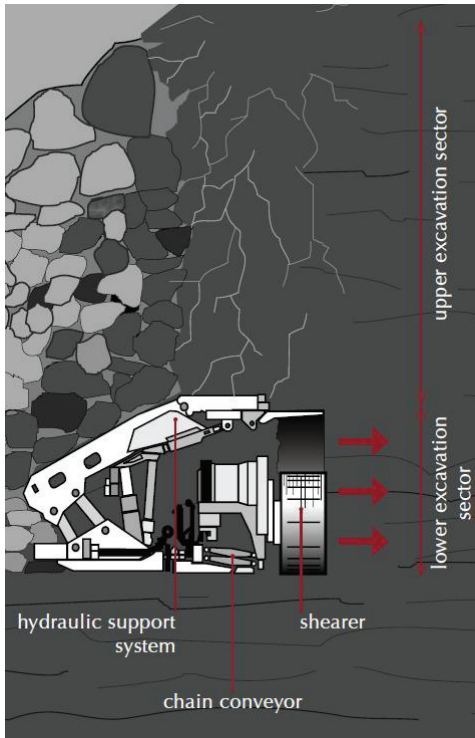 upper excavation sector
lower excavation
sector
hydraulic support
system
shearer
chain conveyor